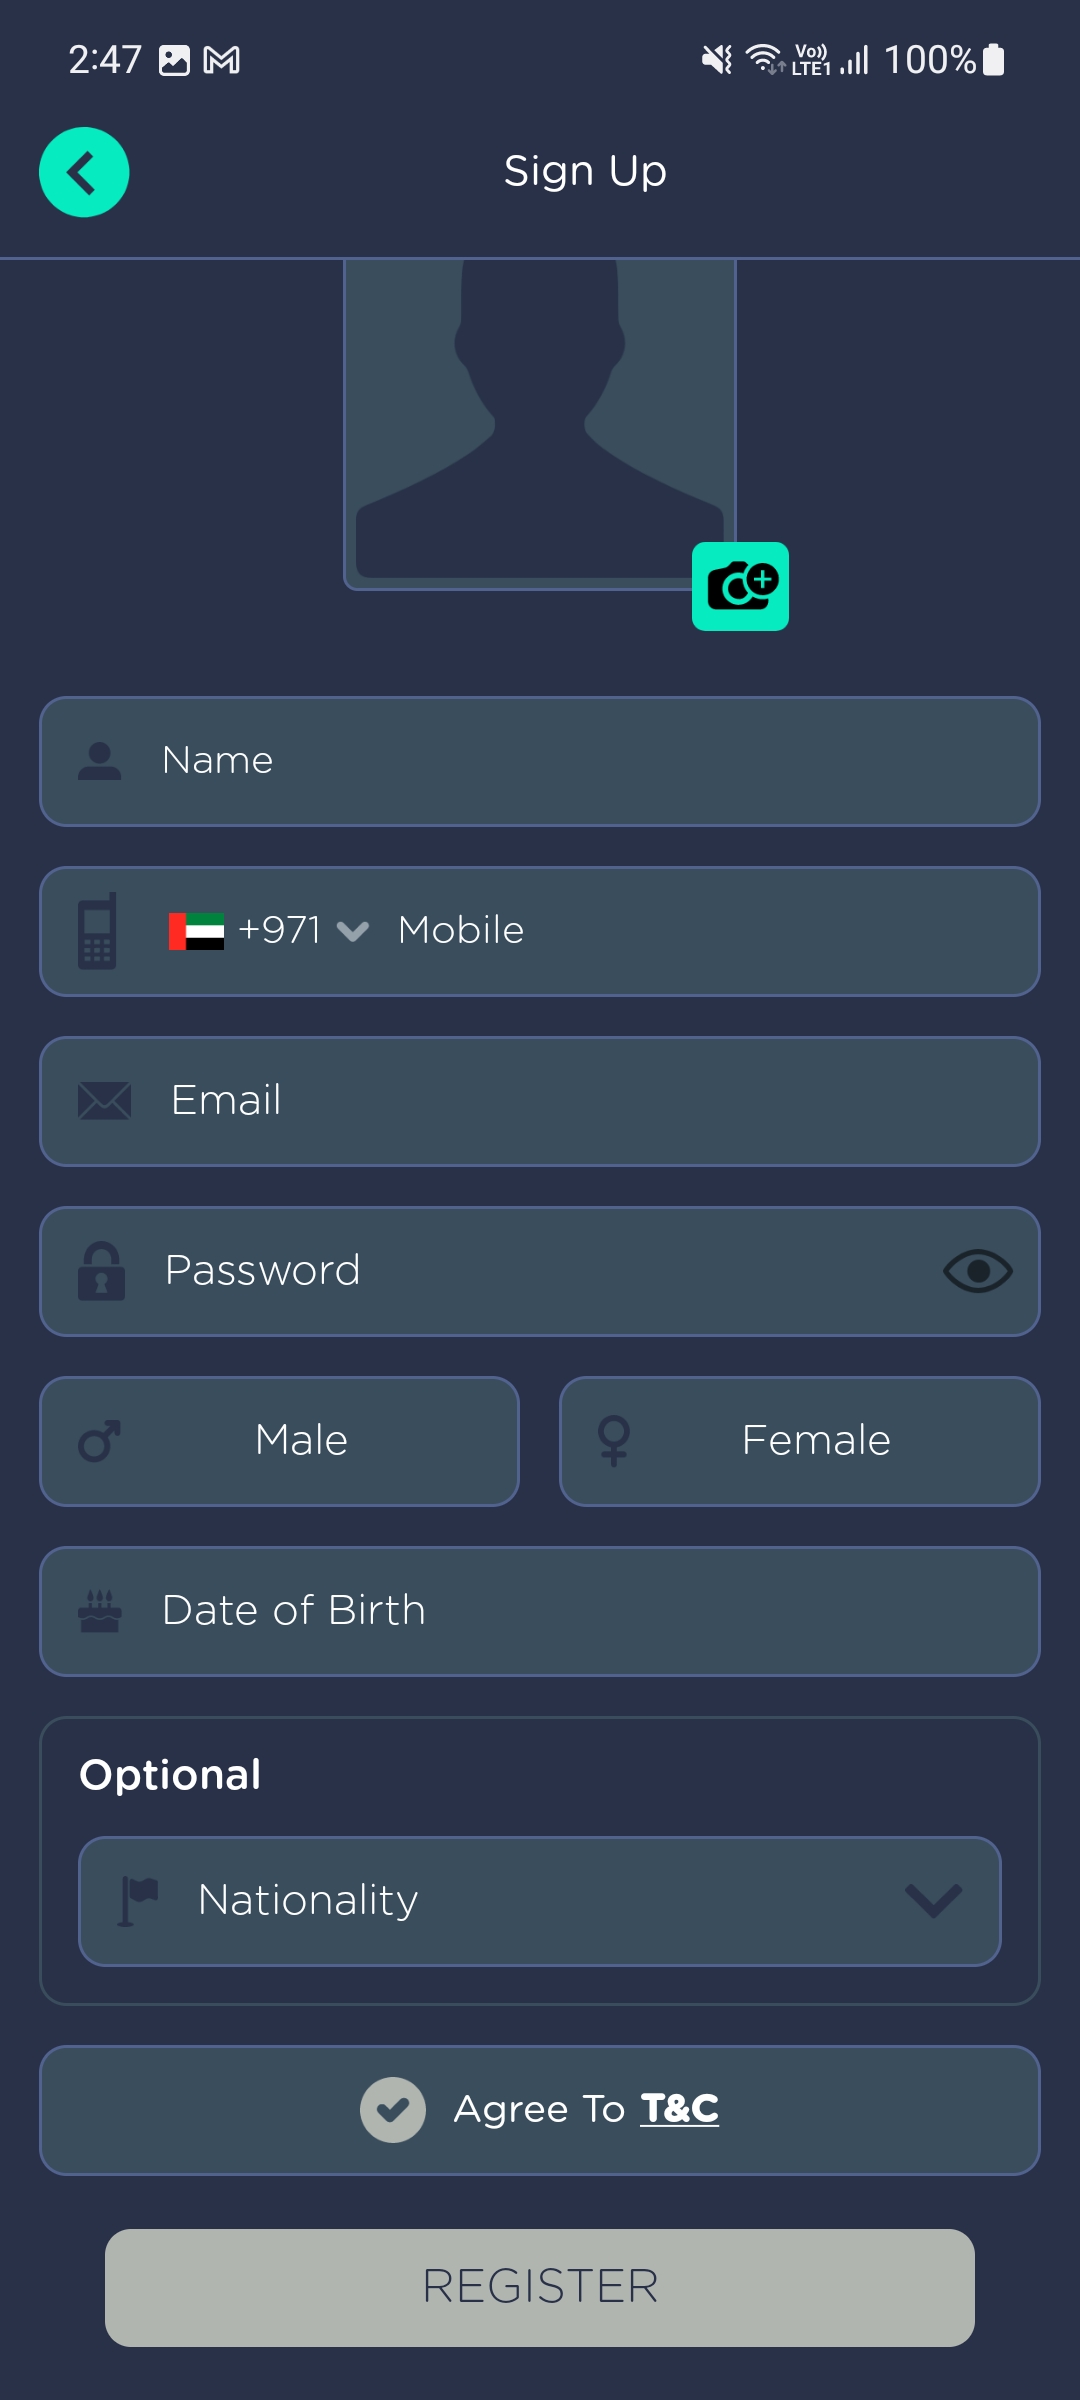 2:47 Vo)) LTE1 100%
Sign Up
Name
+971 Mobile
Email
Password
Male Female
Date of Birth
Optional
Nationality
Agree To T&C
REGISTER